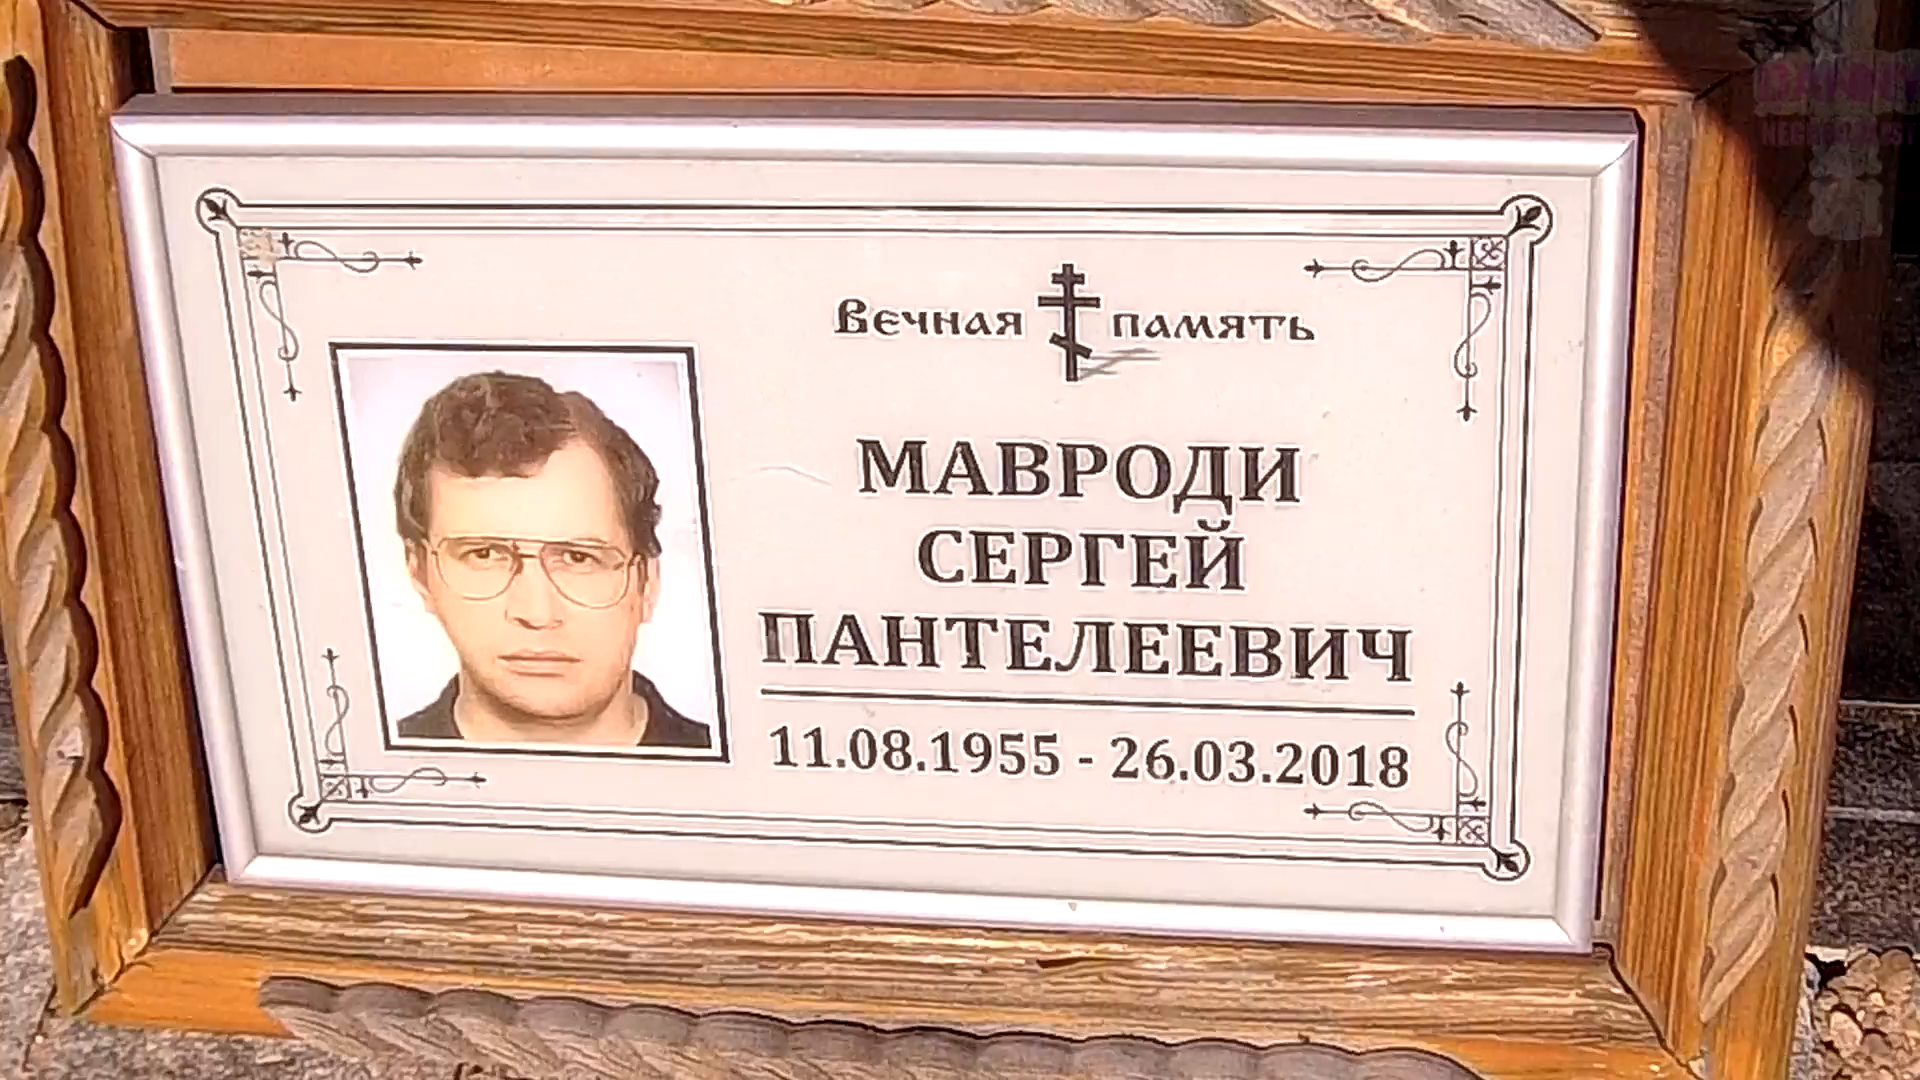 Вечная память
МАВРОДИ
СЕРГЕЙ
ПАНТЕЛЕЕВИЧ
11.08.1955 - 26.03.2018